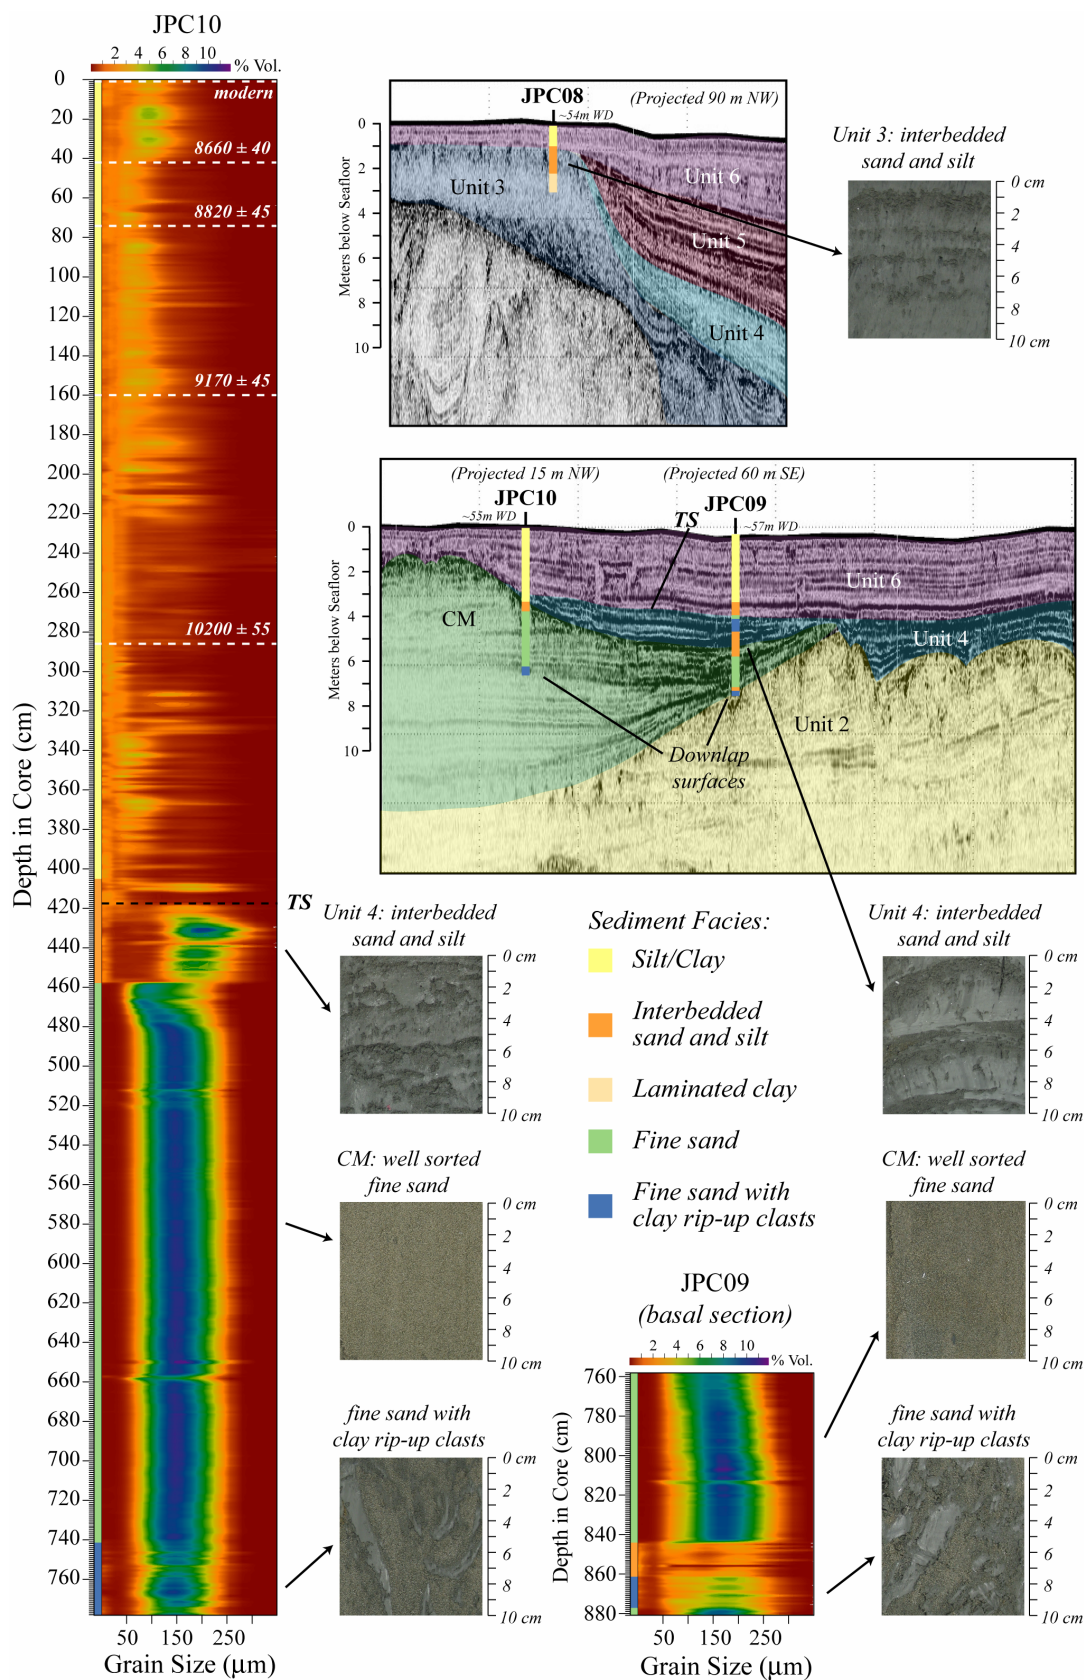 JPC10
2 4 6 8 10 % Vol.
Depth in Core (cm)
0
20
40
60
80
100
120
140
160
180
200
220
240
260
280
300
320
340
360
380
400
420
440
460
480
500
520
540
560
580
600
620
640
660
680
700
720
740
760
modern
8660 ± 40
8820 ± 45
9170 ± 45
10200 ± 55
TS
50 150 250
Grain Size (μm)
JPC08
(Projected 90 m NW)
~54m WD
Meters below Seafloor
0
2
4
6
8
10
Unit 3
Unit 6
Unit 5
Unit 4
Unit 3: interbedded
sand and silt
0 cm
2
4
6
8
10 cm
(Projected 15 m NW)
JPC10
~55m WD
(Projected 60 m SE)
JPC09
TS
~57m WD
Meters below Seafloor
0
2
4
6
8
10
CM
Unit 6
Unit 4
Unit 2
Downlap
surfaces
Unit 4: interbedded
sand and silt
0 cm
2
4
6
8
10 cm
CM: well sorted
fine sand
0 cm
2
4
6
8
10 cm
fine sand with
clay rip-up clasts
0 cm
2
4
6
8
10 cm
Sediment Facies:
Silt/Clay
Interbedded
sand and silt
Laminated clay
Fine sand
Fine sand with
clay rip-up clasts
JPC09
(basal section)
2 4 6 8 10 % Vol.
Depth in Core (cm)
760
780
800
820
840
860
880
50 150 250
Grain Size (μm)
Unit 4: interbedded
sand and silt
0 cm
2
4
6
8
10 cm
CM: well sorted
fine sand
0 cm
2
4
6
8
10 cm
fine sand with
clay rip-up clasts
0 cm
2
4
6
8
10 cm